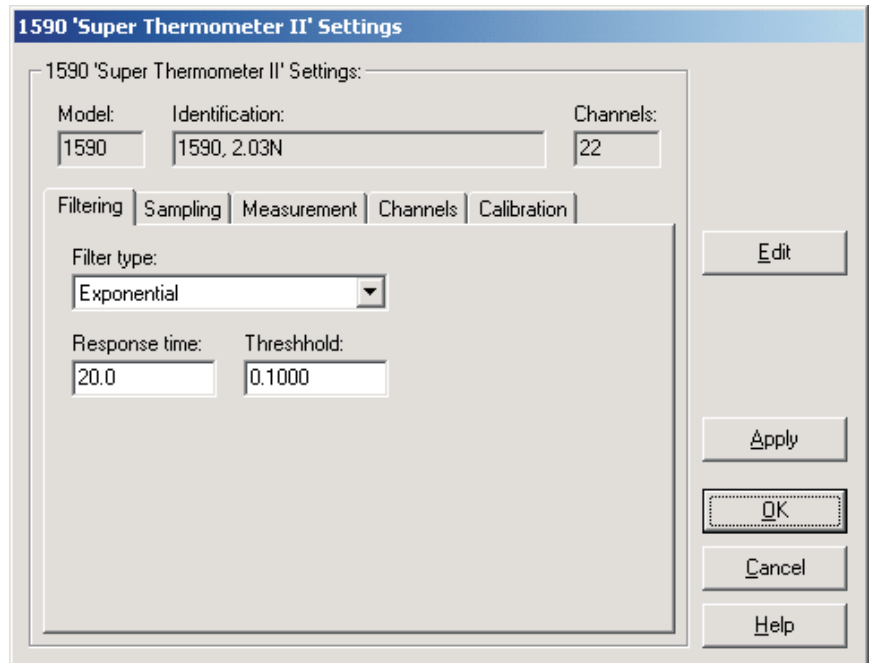 1590 'Super Thermometer II' Settings
1590 'Super Thermometer II' Settings:
Model: Identification: Channels:
1590 1590, 2.03N 22
Filtering Sampling Measurement Channels Calibration
Filter type:
Exponential
Response time: Threshhold:
20.0 0.1000
Edit
Apply
OK
Cancel
Help